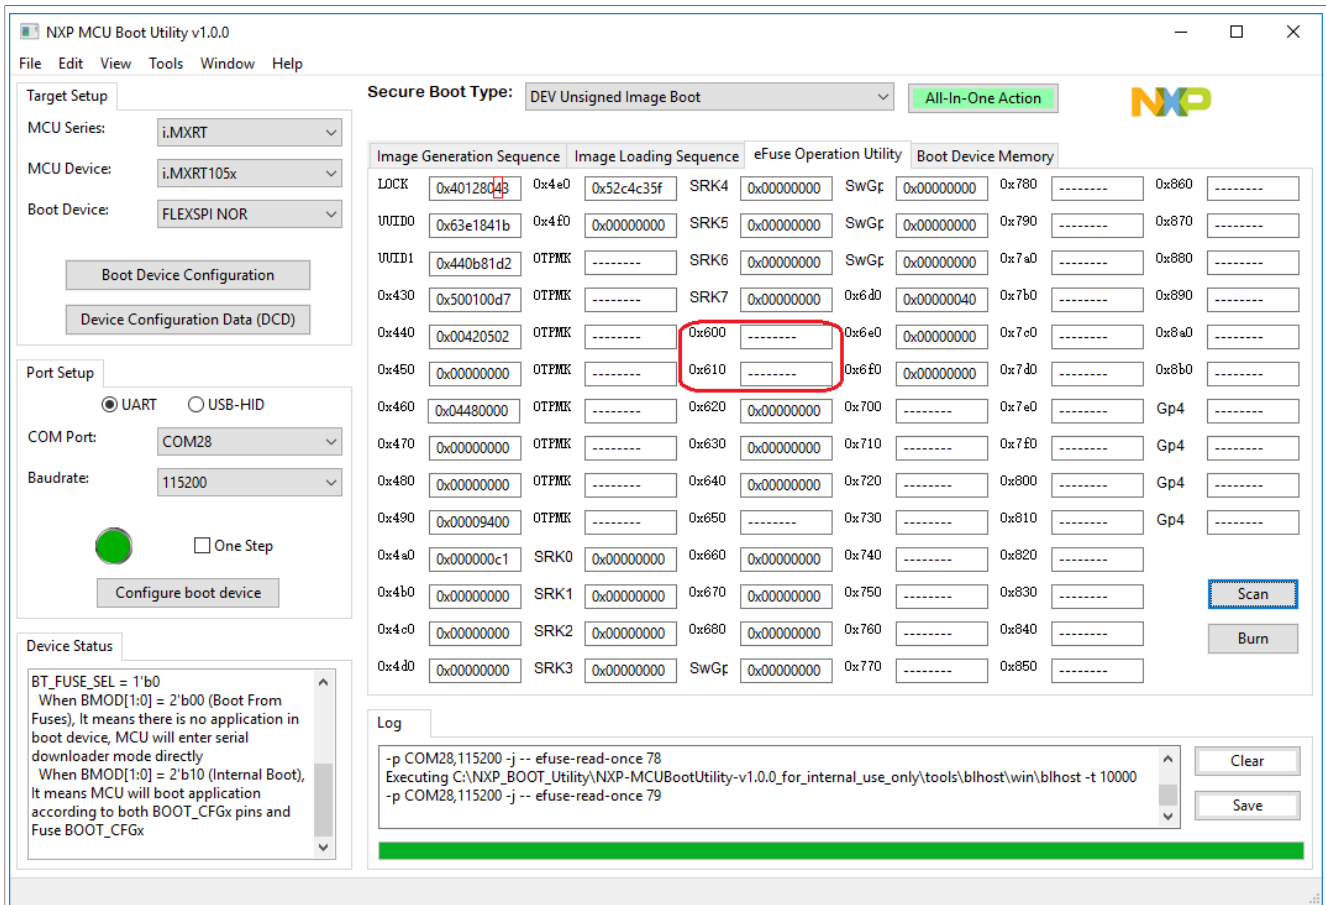 NXP MCU Boot Utility v1.0.0
File Edit View Tools Window Help
Target Setup
MCU Series: i.MXRT
MCU Device: i.MXRT105x
Boot Device: FLEXSPI NOR
Boot Device Configuration
Device Configuration Data (DCD)
Port Setup
UART USB-HID
COM Port: COM28
Baudrate: 115200
One Step
Configure boot device
Device Status
BT_FUSE_SEL = 1'b0
When BMOD[1:0] = 2'b00 (Boot From
Fuses), It means there is no application in
boot device, MCU will enter serial
downloader mode directly
When BMOD[1:0] = 2'b10 (Internal Boot),
It means MCU will boot application
according to both BOOT_CFGx pins and
Fuse BOOT_CFGx
Secure Boot Type: DEV Unsigned Image Boot All-In-One Action NXP
Image Generation Sequence Image Loading Sequence eFuse Operation Utility Boot Device Memory
LOCK 0x40128043 0x4e0 0x52c4c35f SRK4 0x00000000 SwGp 0x00000000 0x780 -------- 0x860 --------
UUID0 0x63e1841b 0x4f0 0x00000000 SRK5 0x00000000 SwGp 0x00000000 0x790 -------- 0x870 --------
UUID1 0x440b81d2 OTPMK -------- SRK6 0x00000000 SwGp 0x00000000 0x7a0 -------- 0x880 --------
0x430 0x500100d7 OTPMK -------- SRK7 0x00000000 0x6d0 0x00000040 0x7b0 -------- 0x890 --------
0x440 0x00420502 OTPMK -------- 0x600 -------- 0x6e0 0x00000000 0x7c0 -------- 0x8a0 --------
0x450 0x00000000 OTPMK -------- 0x610 -------- 0x6f0 0x00000000 0x7d0 -------- 0x8b0 --------
0x460 0x04480000 OTPMK -------- 0x620 0x00000000 0x700 -------- 0x7e0 -------- Gp4 --------
0x470 0x00000000 OTPMK -------- 0x630 0x00000000 0x710 -------- 0x7f0 -------- Gp4 --------
0x480 0x00000000 OTPMK -------- 0x640 0x00000000 0x720 -------- 0x800 -------- Gp4 --------
0x490 0x00009400 OTPMK -------- 0x650 -------- 0x730 -------- 0x810 -------- Gp4 --------
0x4a0 0x000000c1 SRK0 0x00000000 0x660 0x00000000 0x740 -------- 0x820 --------
0x4b0 0x00000000 SRK1 0x00000000 0x670 0x00000000 0x750 -------- 0x830 -------- Scan
0x4c0 0x00000000 SRK2 0x00000000 0x680 0x00000000 0x760 -------- 0x840 -------- Burn
0x4d0 0x00000000 SRK3 0x00000000 SwGp 0x00000000 0x770 -------- 0x850 --------
Log
-p COM28,115200 -j -- efuse-read-once 78
Executing C:\NXP_BOOT_Utility\NXP-MCUBootUtility-v1.0.0_for_internal_use_only\tools\blhost\win\blhost -t 10000
-p COM28,115200 -j -- efuse-read-once 79
Clear
Save